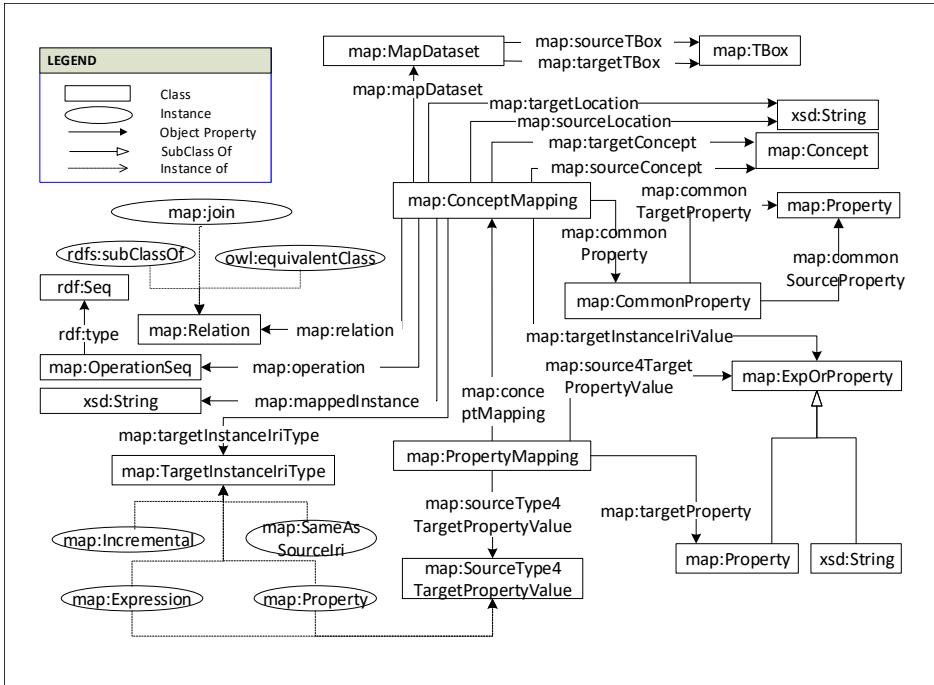 LEGEND
Class
Instance
Object Property
SubClass Of
Instance of
map:MapDataset
map:sourceTBox
map:targetTBox
map:TBox
map:mapDataset
map:targetLocation
map:sourceLocation
xsd:String
map:targetConcept
map:sourceConcept
map:Concept
map:ConceptMapping
map:join
rdfs:subClassOf
owl:equivalentClass
map:common
TargetProperty
map:Property
map:common
Property
map:common
SourceProperty
rdf:Seq
map:CommonProperty
rdf:type
map:Relation
map:relation
map:targetInstanceIriValue
map:OperationSeq
map:operation
map:source4Target
PropertyValue
map:ExpOrProperty
xsd:String
map:mappedInstance
map:conce
ptMapping
map:targetInstanceIriType
map:TargetInstanceIriType
map:PropertyMapping
map:sourceType4
TargetPropertyValue
map:targetProperty
map:Incremental
map:SameAs
SourceIri
map:Property
xsd:String
map:SourceType4
TargetPropertyValue
map:Expression
map:Property